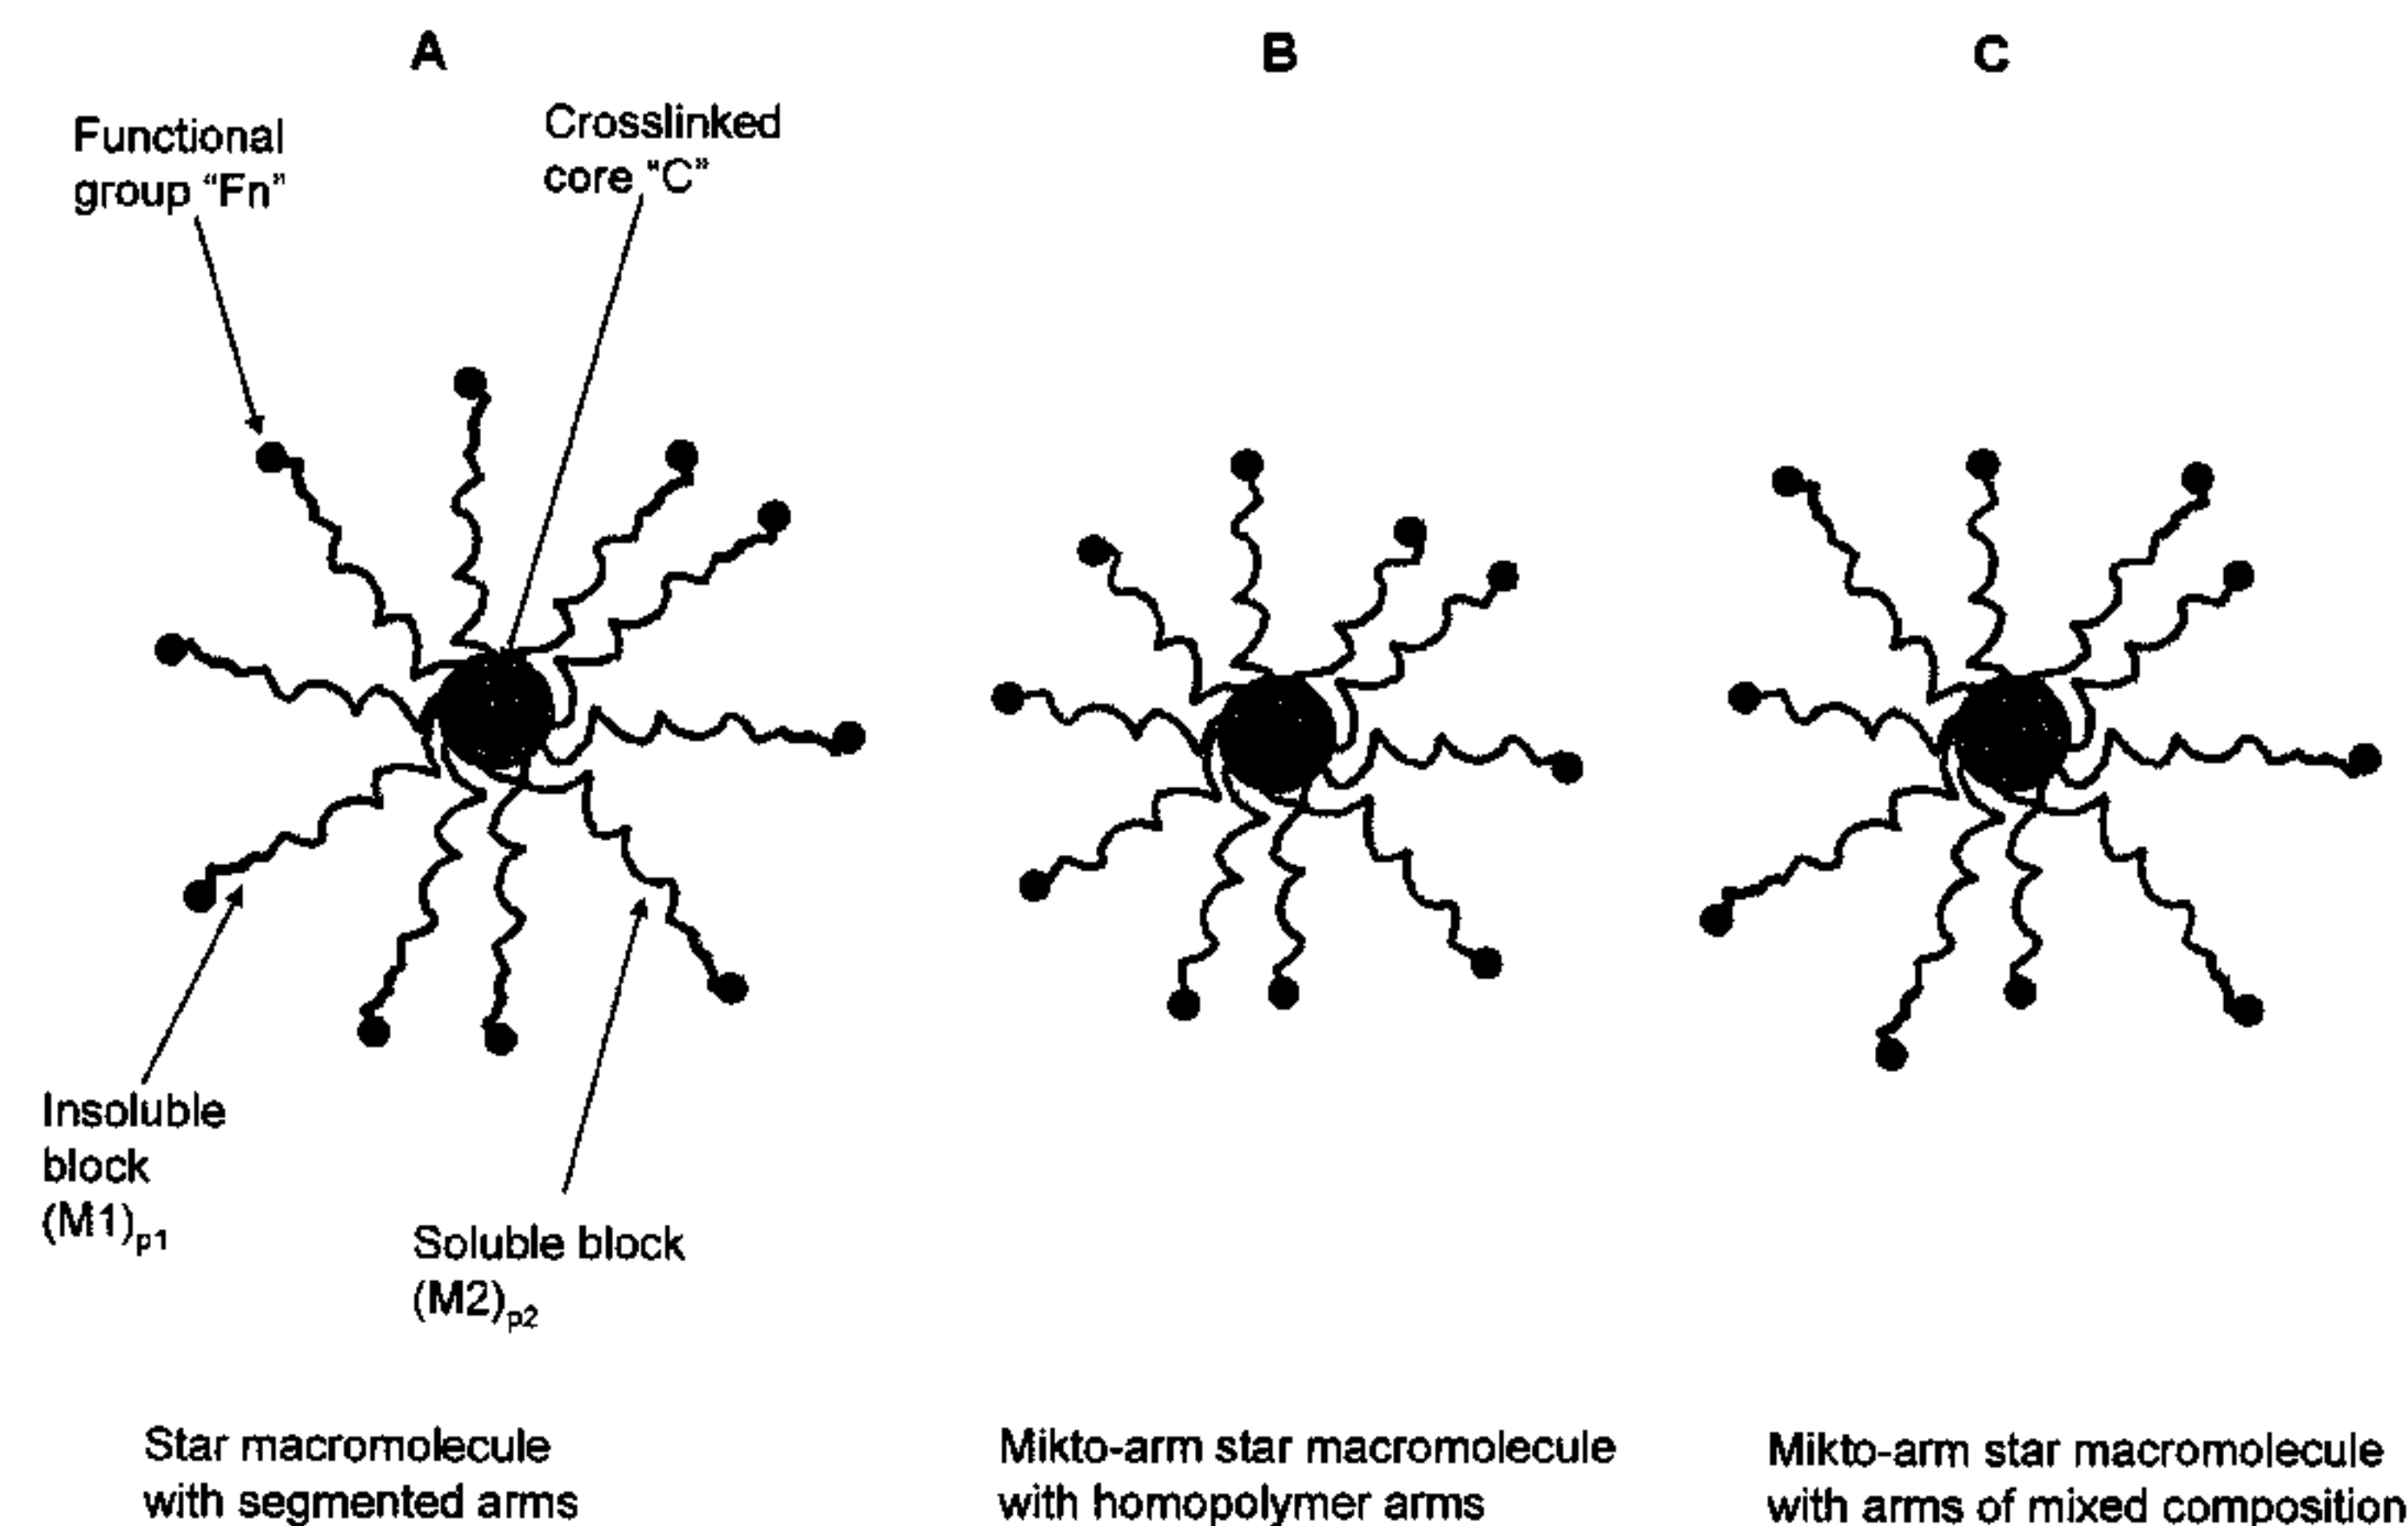 A
B
C
Functional
group “Fn”
Crosslinked
core “C”
Insoluble
block
(M1)p1
Soluble block
(M2)p2
Star macromolecule
with segmented arms
Mikto-arm star macromolecule
with homopolymer arms
Mikto-arm star macromolecule
with arms of mixed composition